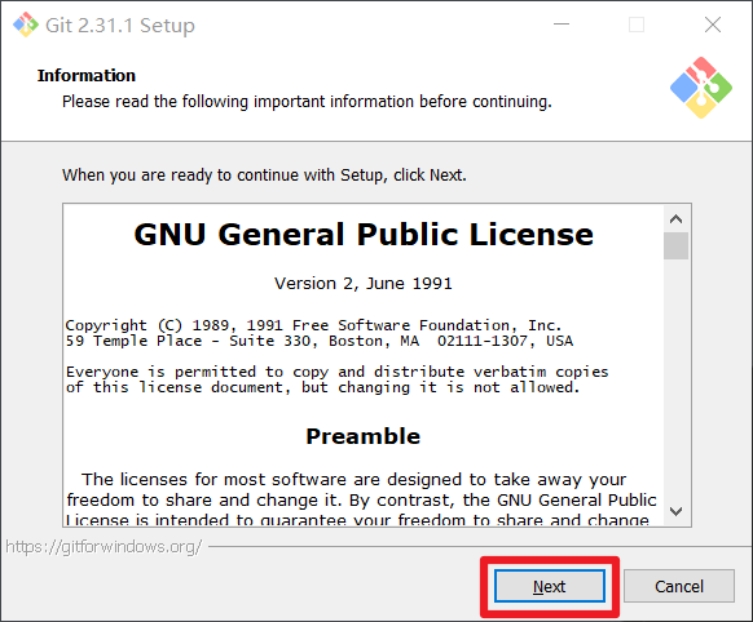 Git 2.31.1 Setup
Information
Please read the following important information before continuing.
When you are ready to continue with Setup, click Next.
GNU General Public License
Version 2, June 1991
Copyright (C) 1989, 1991 Free Software Foundation, Inc.
59 Temple Place - Suite 330, Boston, MA  02111-1307, USA
Everyone is permitted to copy and distribute verbatim copies
of this license document, but changing it is not allowed.
Preamble
The licenses for most software are designed to take away your
freedom to share and change it. By contrast, the GNU General Public
License is intended to guarantee your freedom to share and change
https://gitforwindows.org/
Next
Cancel